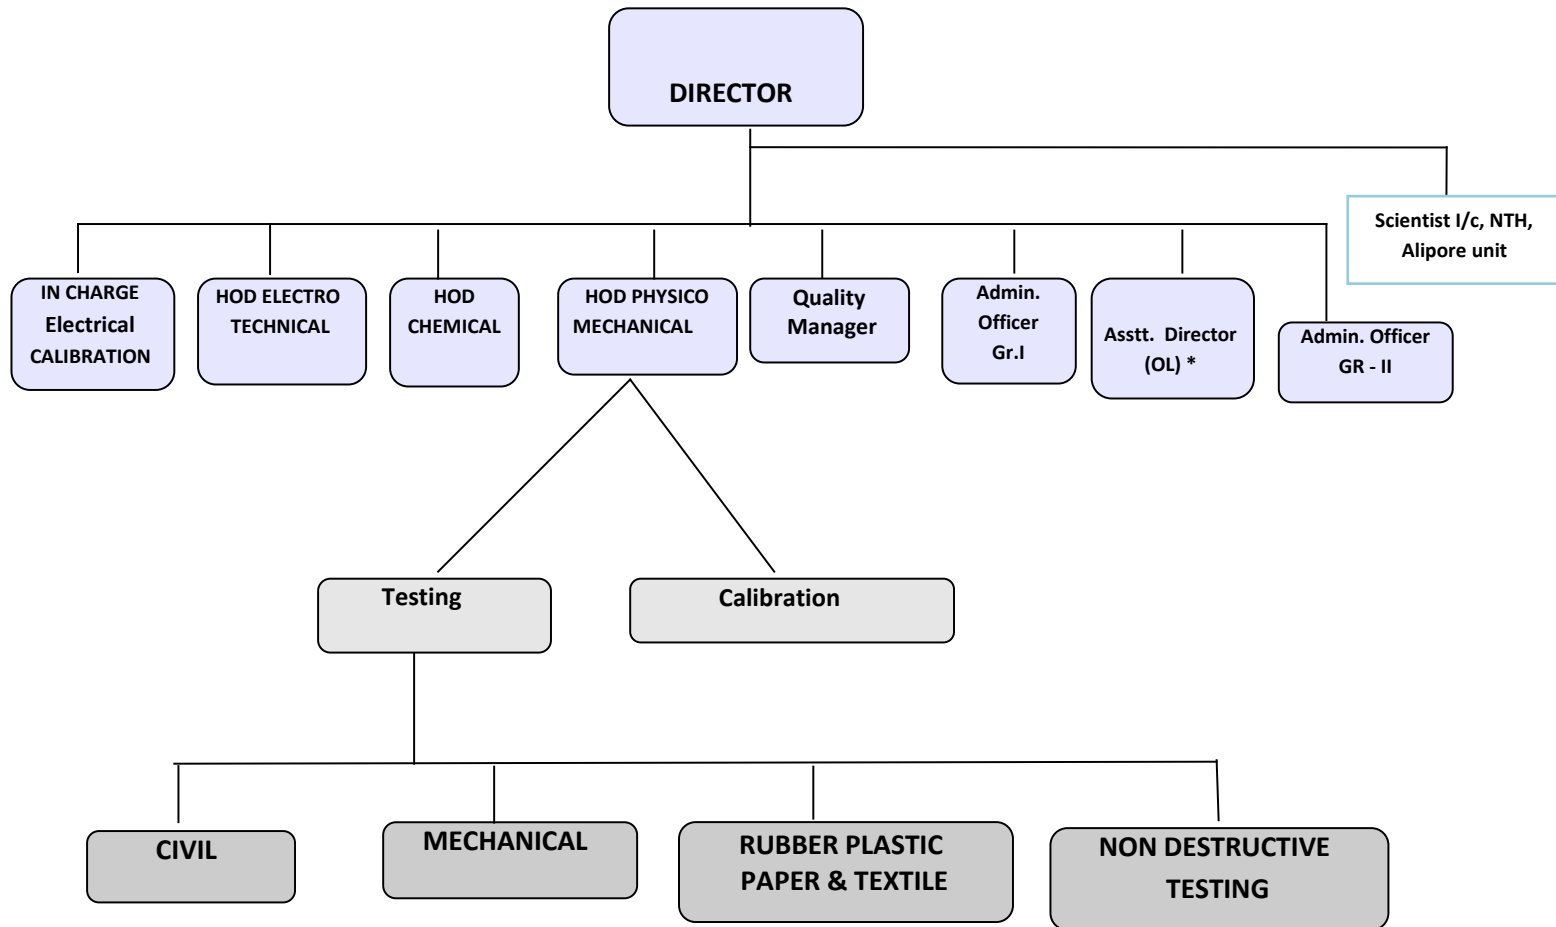 DIRECTOR
Scientist I/c, NTH,
Alipore unit
IN CHARGE
Electrical
CALIBRATION
HOD ELECTRO
TECHNICAL
HOD
CHEMICAL
HOD PHYSICO
MECHANICAL
Quality
Manager
Admin.
Officer
Gr.I
Asstt. Director
(OL) *
Admin. Officer
GR - II
Testing
Calibration
CIVIL
MECHANICAL
RUBBER PLASTIC
PAPER & TEXTILE
NON DESTRUCTIVE
TESTING